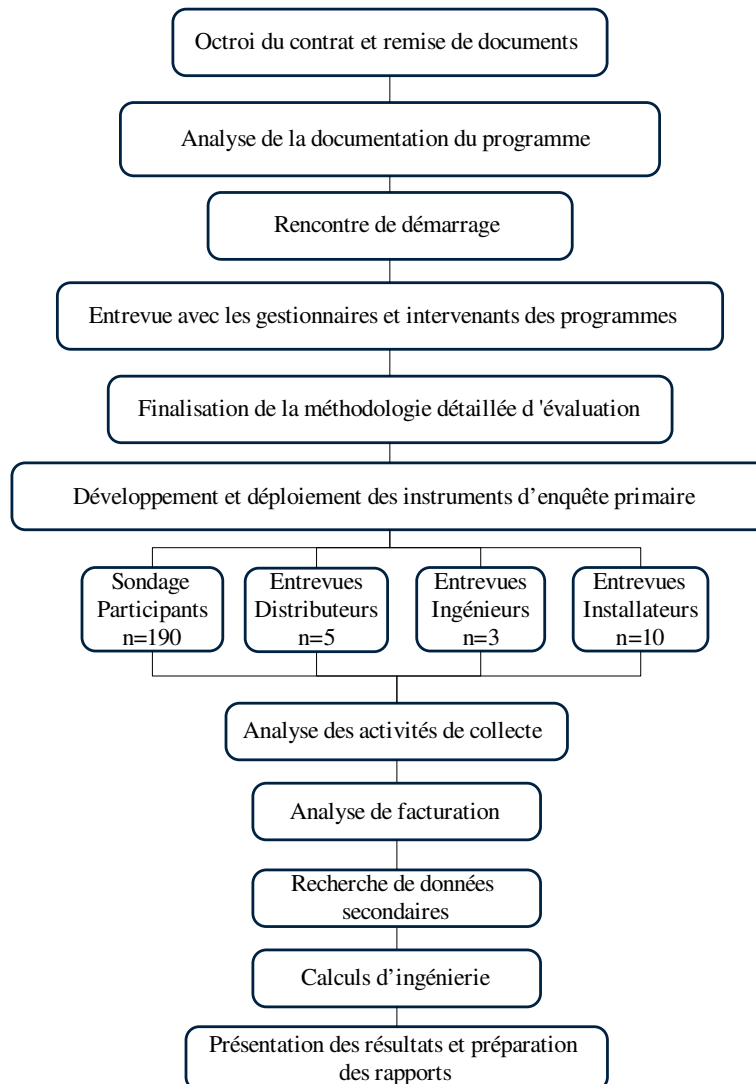 Octroi du contrat et remise de documents
Analyse de la documentation du programme
Rencontre de démarrage
Entrevue avec les gestionnaires et intervenants des programmes
Finalisation de la méthodologie détaillée d 'évaluation
Développement et déploiement des instruments d’enquête primaire
Sondage
Participants
n=190
Entrevues
Distributeurs
n=5
Entrevues
Ingénieurs
n=3
Entrevues
Installateurs
n=10
Analyse des activités de collecte
Analyse de facturation
Recherche de données
secondaires
Calculs d’ingénierie
Présentation des résultats et préparation
des rapports